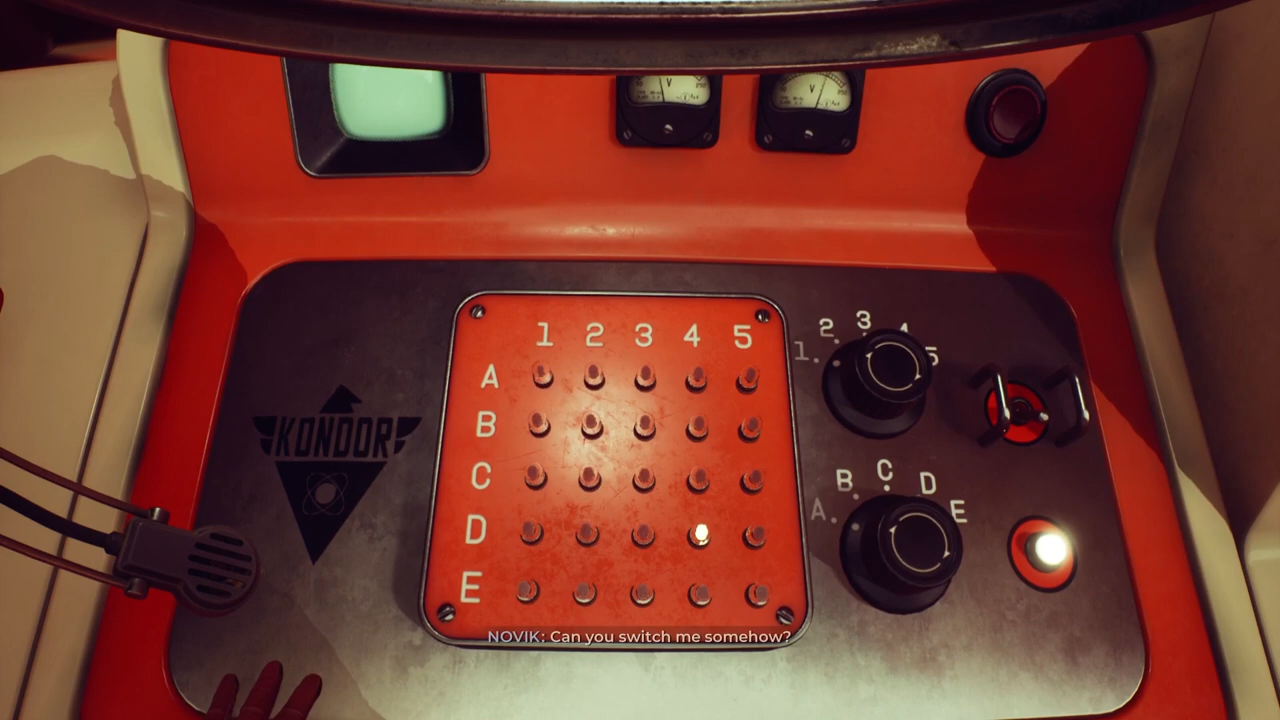 V
V
1 2 3 4 5
A
B
C
D
E
1. 2. 3 4 5
A. B. C D E
KONDOR
NOVIK: Can you switch me somehow?